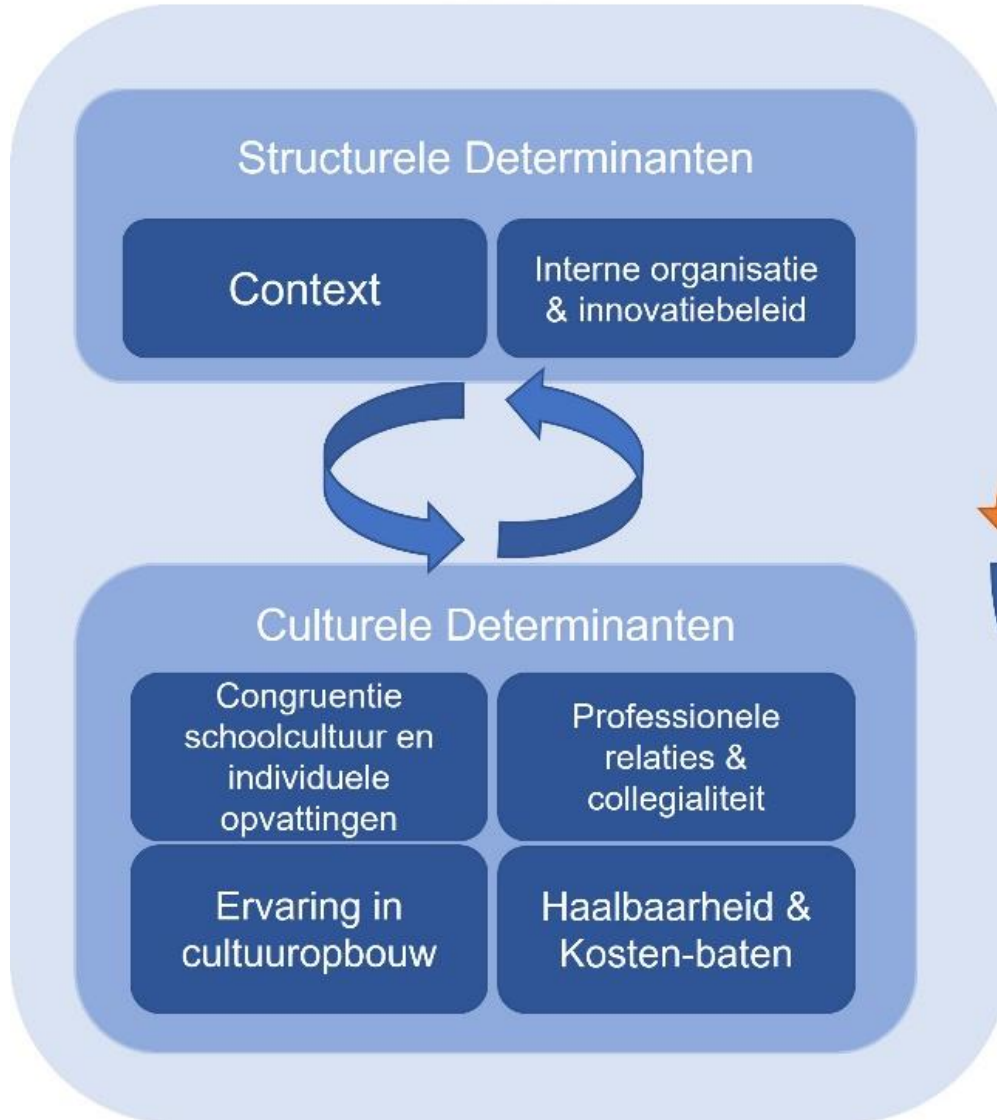 Structurele Determinanten
Context
Interne organisatie
& innovatiebeleid
Culturele Determinanten
Congruentie
schoolcultuur en
individuele
opvattingen
Professionele
relaties &
collegialiteit
Ervaring in
cultuuropbouw
Haalbaarheid &
Kosten-baten